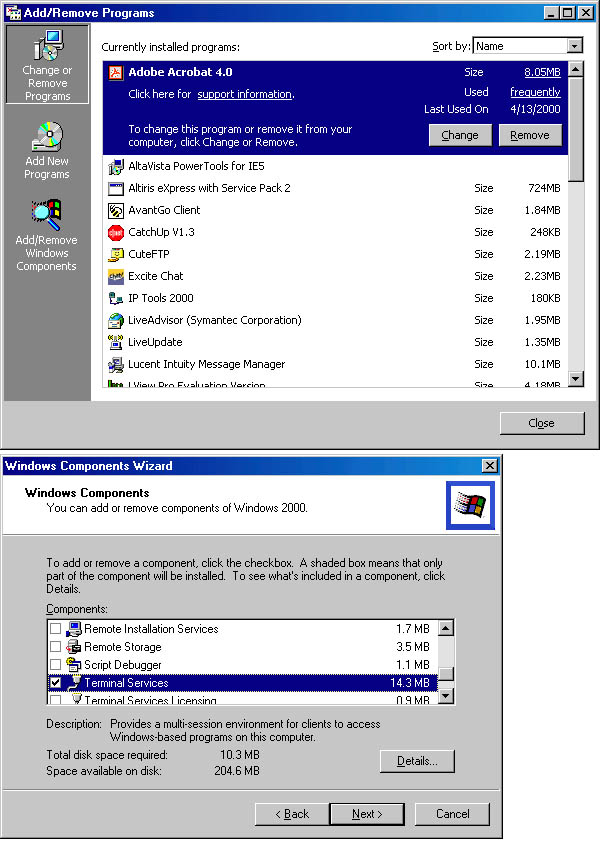 Add/Remove Programs
Change or
Remove
Programs
Add New
Programs
Add/Remove
Windows
Components
Currently installed programs:
Sort by: Name
Adobe Acrobat 4.0 Size 8.05MB
Click here for support information. Used frequently
Last Used On 4/13/2000
To change this program or remove it from your
computer, click Change or Remove.
Change Remove
AltaVista PowerTools for IE5
Altiris eXpress with Service Pack 2 Size 724MB
AvantGo Client Size 1.84MB
CatchUp V1.3 Size 248KB
CuteFTP Size 2.19MB
Excite Chat Size 2.23MB
IP Tools 2000 Size 180KB
LiveAdvisor (Symantec Corporation) Size 1.95MB
LiveUpdate Size 1.35MB
Lucent Intuity Message Manager Size 10.1MB
LView Pro Evaluation Version Size 4.18MB
Close
Windows Components Wizard
Windows Components
You can add or remove components of Windows 2000.
To add or remove a component, click the checkbox. A shaded box means that only
part of the component will be installed. To see what's included in a component, click
Details.
Components:
Remote Installation Services 1.7 MB
Remote Storage 3.5 MB
Script Debugger 1.1 MB
Terminal Services 14.3 MB
Terminal Services Licensing 0.9 MB
Description: Provides a multi-session environment for clients to access
Windows-based programs on this computer.
Total disk space required: 10.3 MB
Space available on disk: 204.6 MB
Details...
< Back Next > Cancel